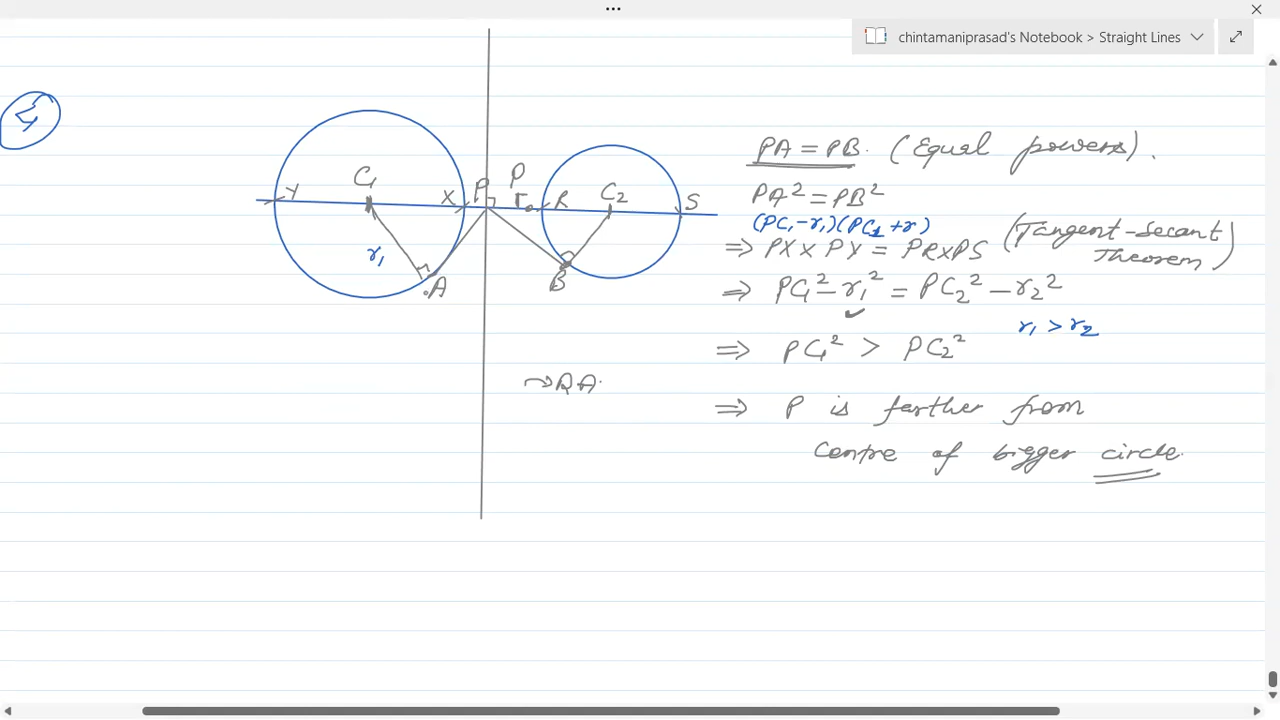 chintamaniprasad's Notebook > Straight Lines
PA = PB. (Equal powers).
PA² = PB²
(PC₁-r₁)(PC₁+r)
⇒ PX × PY = PR×PS (Tangent-Secant Theorem)
⇒ PC₁² - r₁² = PC₂² - r₂²
r₁ > r₂
⇒ PC₁² > PC₂²
⇒ P is farther from
Centre of bigger circle.
C₁
Y
X
P
P
R
C2
S
r₁
A
B
→RA.